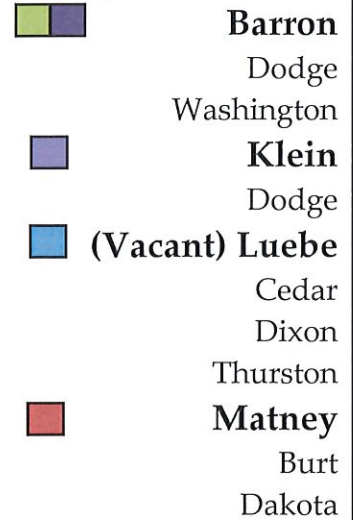 Barron
Dodge
Washington
Klein
Dodge
(Vacant) Luebe
Cedar
Dixon
Thurston
Matney
Burt
Dakota